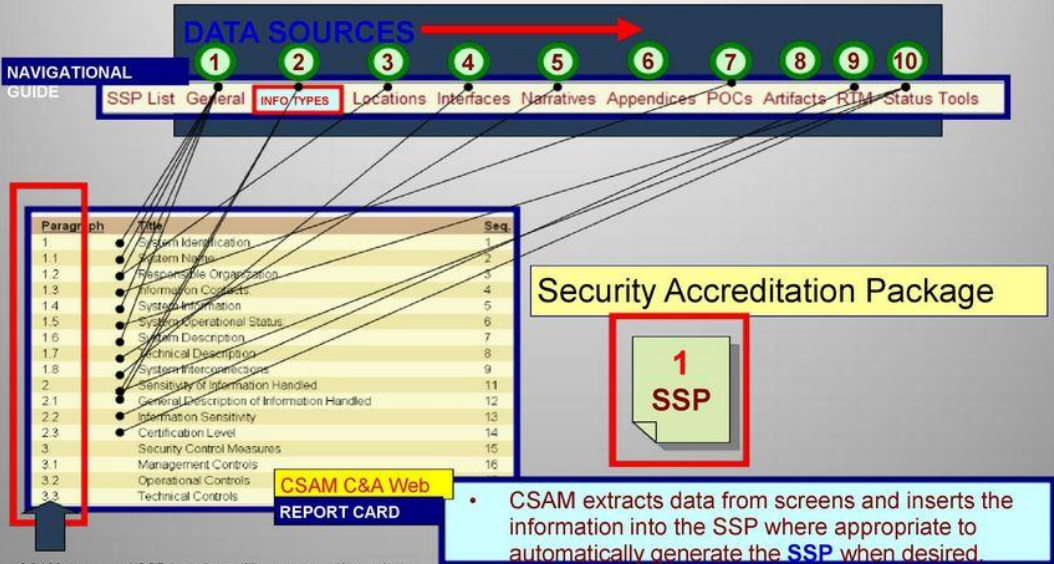 DATA SOURCES
1 2 3 4 5 6 7 8 9 10
NAVIGATIONAL
GUIDE
SSP List General INFO TYPES Locations Interfaces Narratives Appendices POCs Artifacts RTM Status Tools
Paragraph Title Seq.
1. System Identification 1
1.1 System Name 2
1.2 Responsible Organization 3
1.3 Information Contacts 4
1.4 System Information 5
1.5 System Operational Status 6
1.6 System Description 7
1.7 Technical Description 8
1.8 System Interconnections 9
2. Sensitivity of Information Handled 11
2.1 General Description of Information Handled 12
2.2 Information Sensitivity 13
2.3 Certification Level 14
3. Security Control Measures 15
3.1 Management Controls 16
3.2 Operational Controls
3.3 Technical Controls
Security Accreditation Package
1
SSP
CSAM C&A Web
REPORT CARD
• CSAM extracts data from screens and inserts the
information into the SSP where appropriate to
automatically generate the SSP when desired.